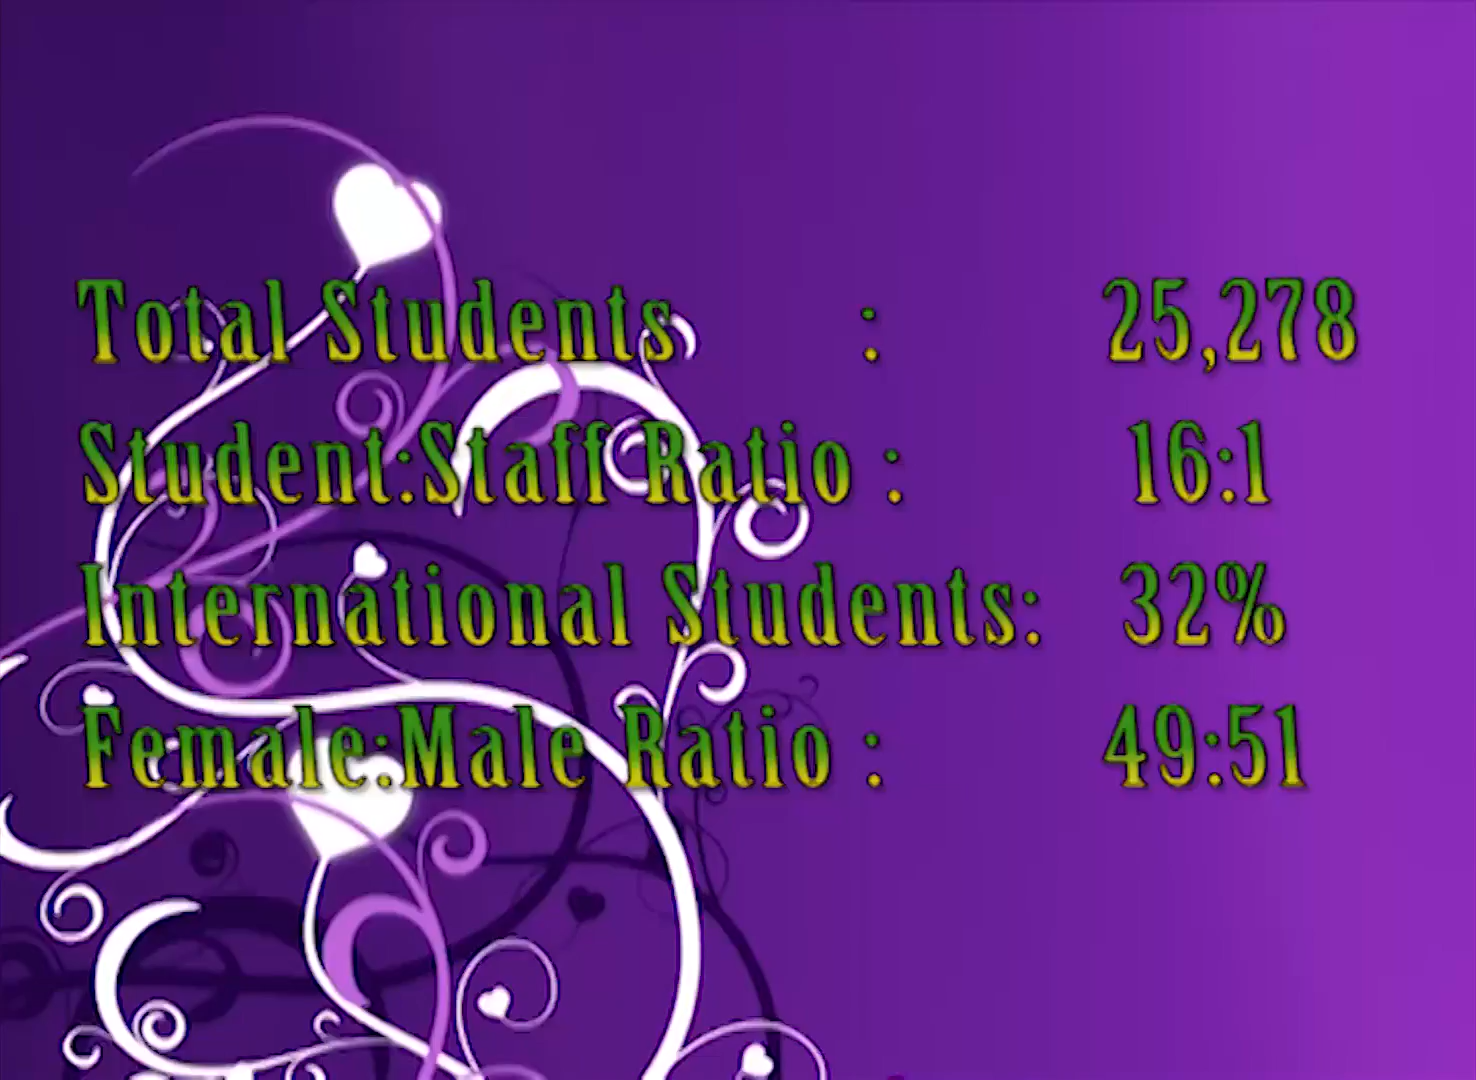 Total Students : 25,278
Student:Staff Ratio : 16:1
International Students: 32%
Female:Male Ratio : 49:51